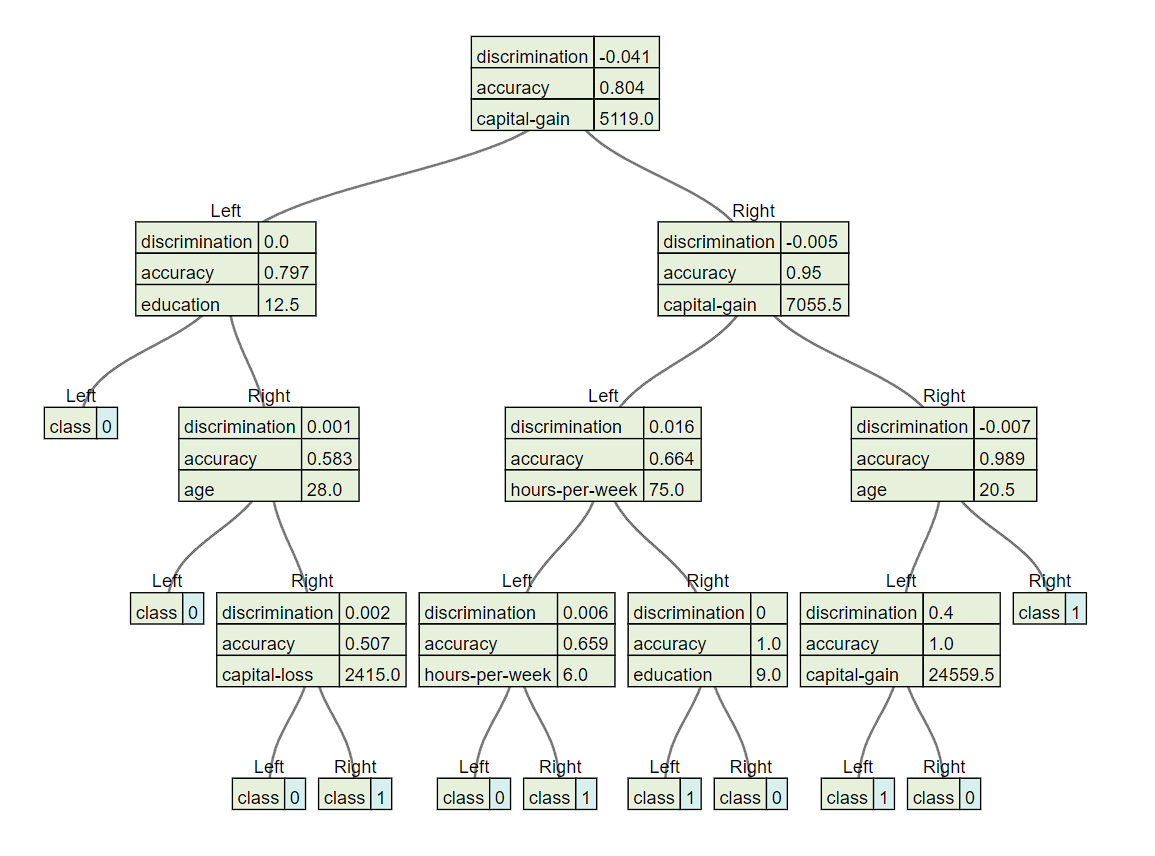 discrimination -0.041
accuracy 0.804
capital-gain 5119.0
Left Right
discrimination 0.0 discrimination -0.005
accuracy 0.797 accuracy 0.95
education 12.5 capital-gain 7055.5
Left Right Left Right
class 0 discrimination 0.001 discrimination 0.016 discrimination -0.007
accuracy 0.583 accuracy 0.664 accuracy 0.989
age 28.0 hours-per-week 75.0 age 20.5
Left Right Left Right Left Right
class 0 discrimination 0.002 discrimination 0.006 discrimination 0 discrimination 0.4 class 1
accuracy 0.507 accuracy 0.659 accuracy 1.0 accuracy 1.0
capital-loss 2415.0 hours-per-week 6.0 education 9.0 capital-gain 24559.5
Left Right Left Right Left Right Left Right
class 0 class 1 class 0 class 1 class 1 class 0 class 1 class 0